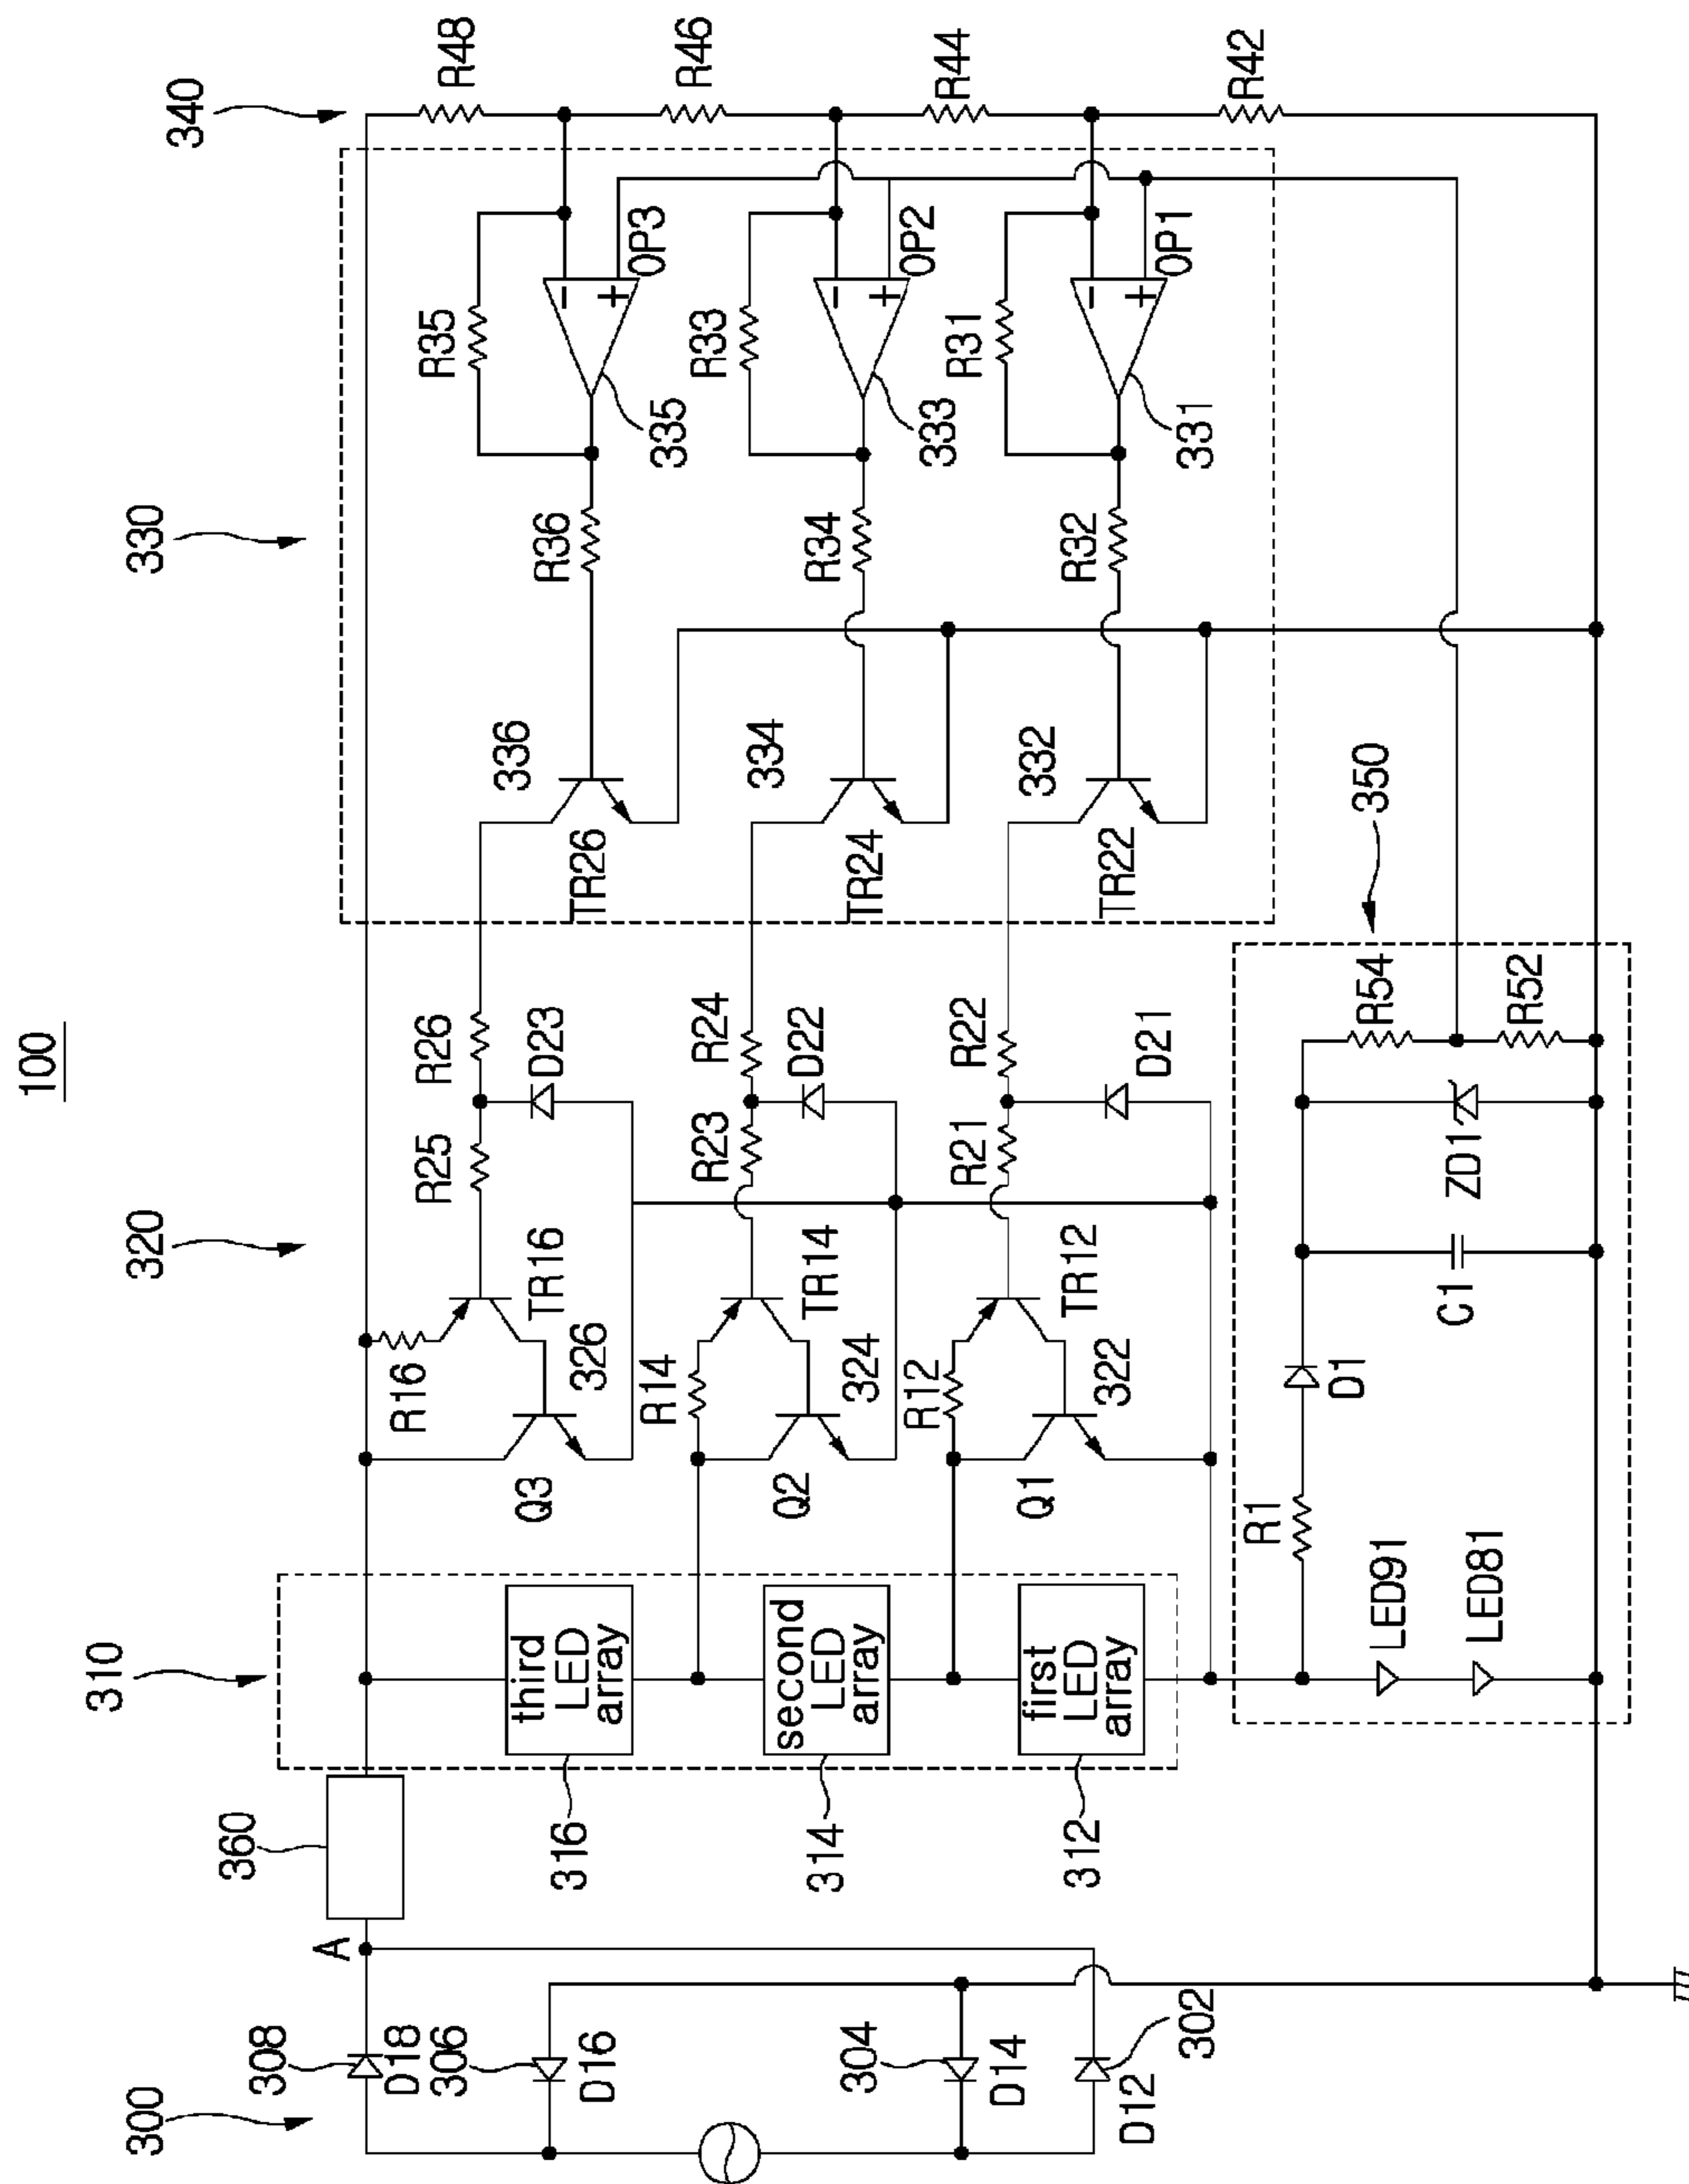 100
300
310
320
330
340
308
D18
306
D16
304
D14
302
D12
A
360
third LED array
316
second LED array
314
first LED array
312
R16
Q3
326
TR16
R25
R26
D23
R14
Q2
324
TR14
R23
R24
D22
R12
Q1
322
TR12
R21
R22
D21
336
TR26
R36
335
R35
OP3
-
+
334
TR24
R34
333
R33
OP2
-
+
332
TR22
R32
331
R31
OP1
-
+
R48
R46
R44
R42
350
R1
D1
C1
ZD1
R54
R52
LED91
LED81